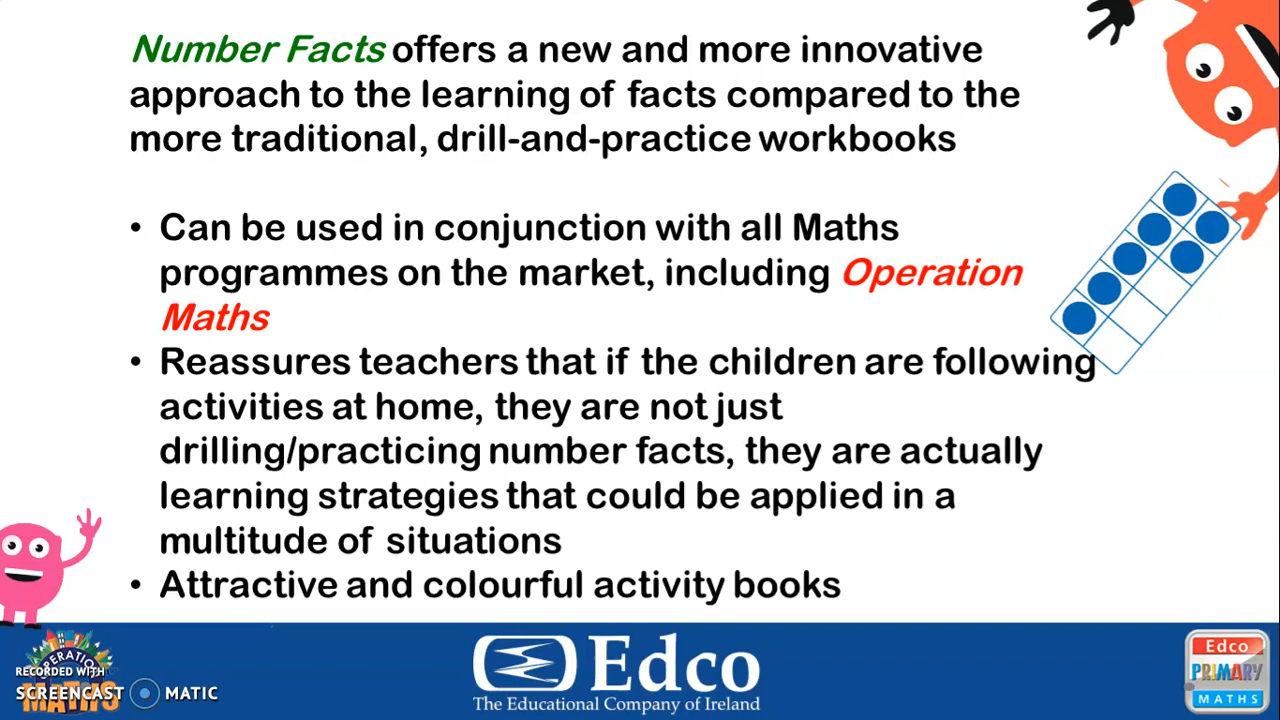 Number Facts offers a new and more innovative
approach to the learning of facts compared to the
more traditional, drill-and-practice workbooks
• Can be used in conjunction with all Maths
programmes on the market, including Operation
Maths
• Reassures teachers that if the children are following
activities at home, they are not just
drilling/practicing number facts, they are actually
learning strategies that could be applied in a
multitude of situations
• Attractive and colourful activity books
OPERATION
MATHS
RECORDED WITH
SCREENCAST MATIC
Edco
The Educational Company of Ireland
Edco
PRIMARY
MATHS